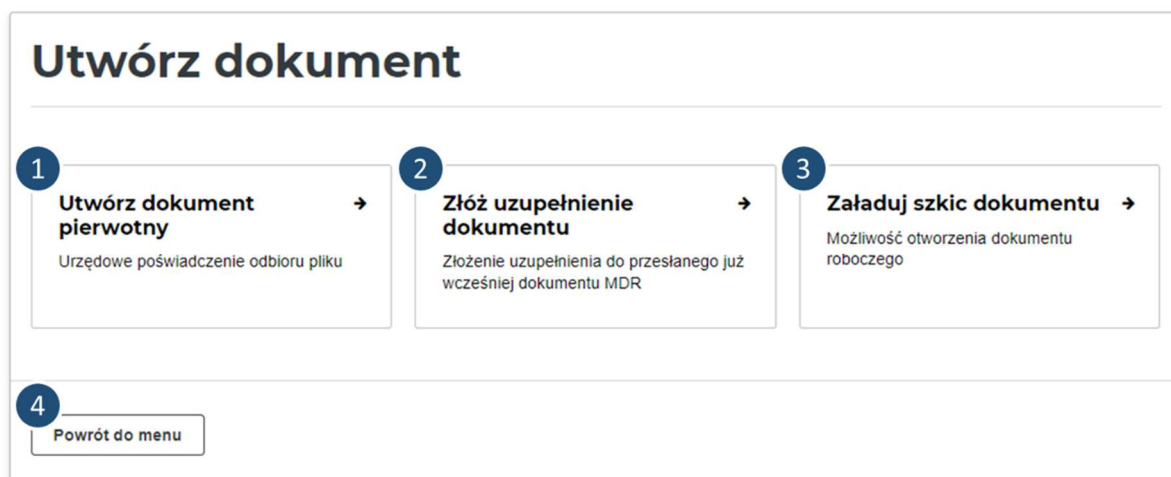 Utwórz dokument
1
Utwórz dokument
pierwotny
Urzędowe poświadczenie odbioru pliku
2
Złóż uzupełnienie
dokumentu
Złożenie uzupełnienia do przesłanego już
wcześniej dokumentu MDR
3
Załaduj szkic dokumentu
Możliwość otworzenia dokumentu
roboczego
4
Powrót do menu